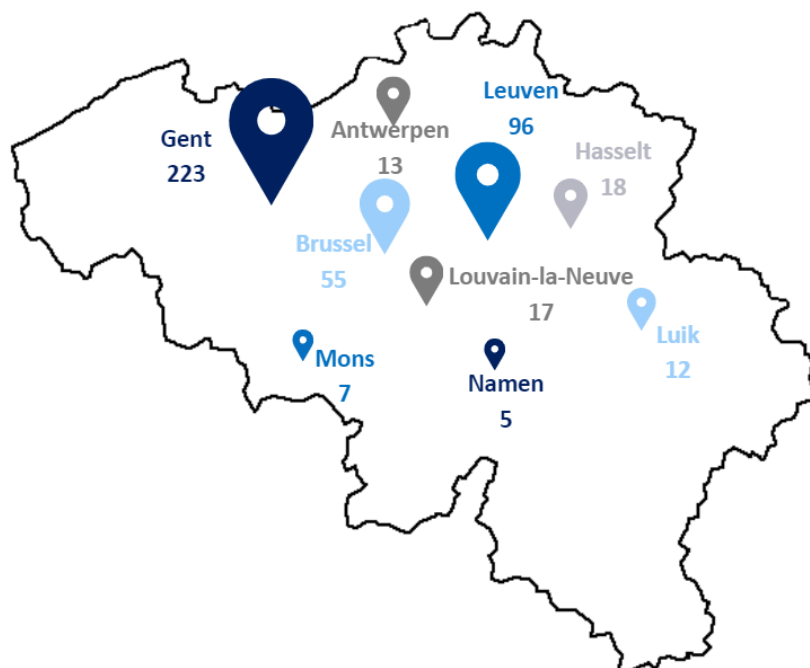 Gent
223
Antwerpen
13
Leuven
96
Hasselt
18
Brussel
55
Louvain-la-Neuve
17
Luik
12
Mons
7
Namen
5